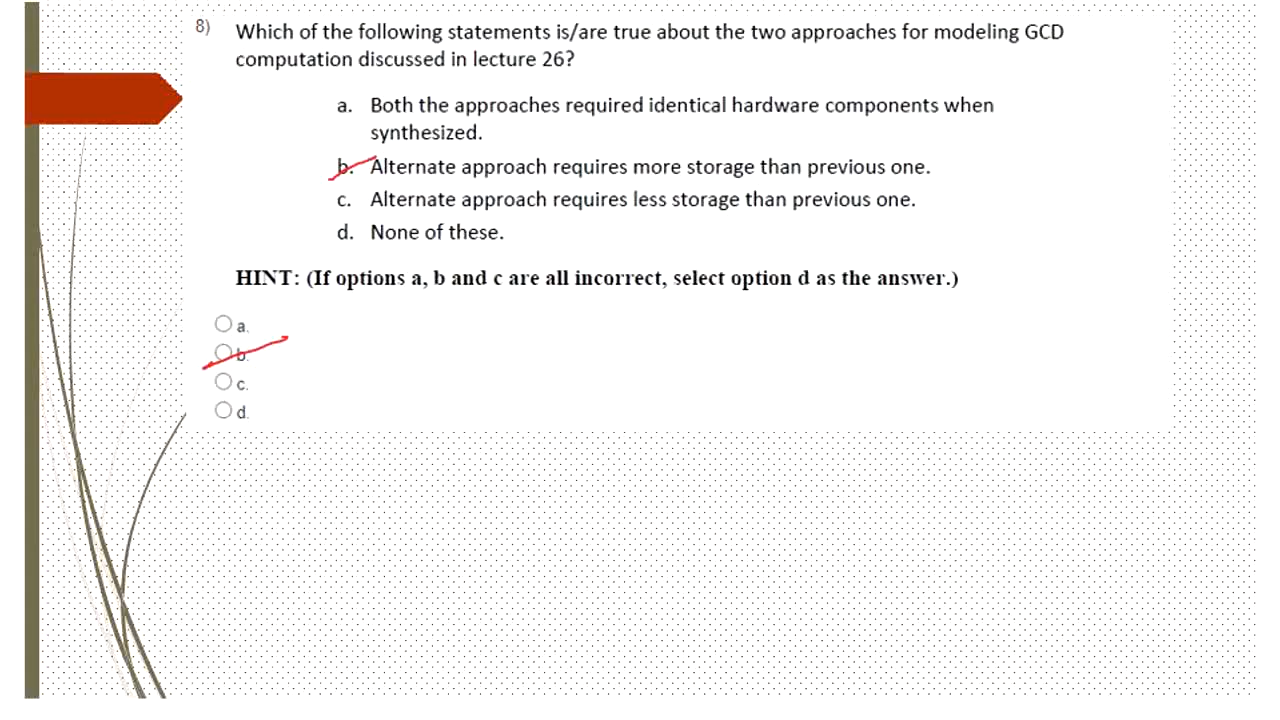 8) Which of the following statements is/are true about the two approaches for modeling GCD
computation discussed in lecture 26?
a. Both the approaches required identical hardware components when
synthesized.
b. Alternate approach requires more storage than previous one.
c. Alternate approach requires less storage than previous one.
d. None of these.
HINT: (If options a, b and c are all incorrect, select option d as the answer.)
a.
b.
c.
d.